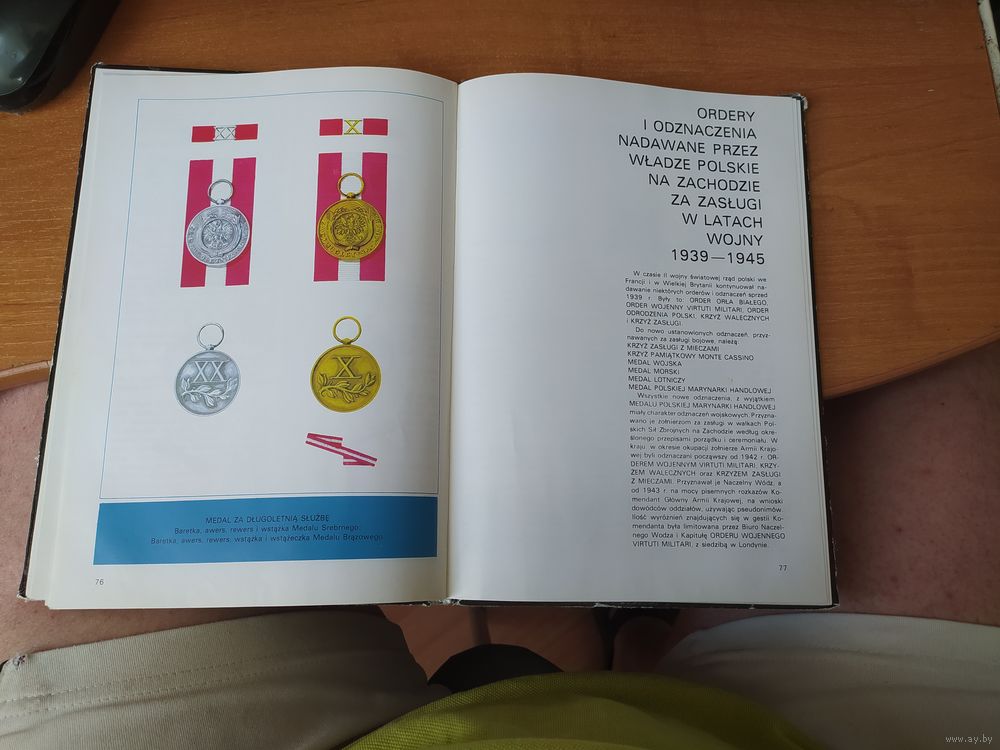 XX
X
XX
X
MEDAL ZA DŁUGOLETNIĄ SŁUŻBĘ
Baretka, awers, rewers i wstążka Medalu Srebrnego;
Baretka, awers, rewers, wstążka i wstążeczka Medalu Brązowego
76
ORDERY
I ODZNACZENIA
NADAWANE PRZEZ
WŁADZE POLSKIE
NA ZACHODZIE
ZA ZASŁUGI
W LATACH
WOJNY
1939—1945
W czasie II wojny światowej rząd polski we
Francji i w Wielkiej Brytanii kontynuował na-
dawanie niektórych orderów i odznaczeń sprzed
1939 r. Były to: ORDER ORŁA BIAŁEGO,
ORDER WOJENNY VIRTUTI MILITARI, ORDER
ODRODZENIA POLSKI, KRZYŻ WALECZNYCH
i KRZYŻ ZASŁUGI.
Do nowo ustanowionych odznaczeń, przyz-
nawanych za zasługi bojowe, należą:
KRZYŻ ZASŁUGI Z MIECZAMI
KRZYŻ PAMIĄTKOWY MONTE CASSINO
MEDAL WOJSKA
MEDAL MORSKI
MEDAL LOTNICZY
MEDAL POLSKIEJ MARYNARKI HANDLOWEJ
Wszystkie nowe odznaczenia, z wyjątkiem
MEDALU POLSKIEJ MARYNARKI HANDLOWEJ
miały charakter odznaczeń wojskowych. Przyzna-
wano je żołnierzom za zasługi w walkach Pol-
skich Sił Zbrojnych na Zachodzie według okre-
ślonego przepisami porządku i ceremoniału. W
kraju, w okresie okupacji żołnierze Armii Krajo-
wej byli odznaczani począwszy od 1942 r. OR-
DEREM WOJENNYM VIRTUTI MILITARI, KRZY-
ŻEM WALECZNYCH oraz KRZYŻEM ZASŁUGI
Z MIECZAMI. Przyznawał je Naczelny Wódz, a
od 1943 r. na mocy pisemnych rozkazów Ko-
mendant Główny Armii Krajowej, na wnioski
dowódców oddziałów, używając pseudonimów.
Ilość wyróżnień znajdujących się w gestii Ko-
mendanta była limitowana przez Biuro Naczel-
nego Wodza i Kapitułę ORDERU WOJENNEGO
VIRTUTI MILITARI, z siedzibą w Londynie.
77
www.ay.by